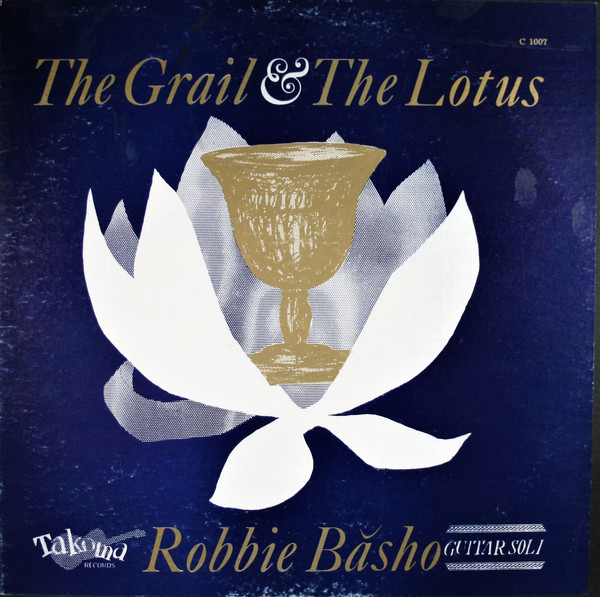 C 1007
The Grail & The Lotus
Takoma
RECORDS
Robbie Băsho
GUITAR SOLI